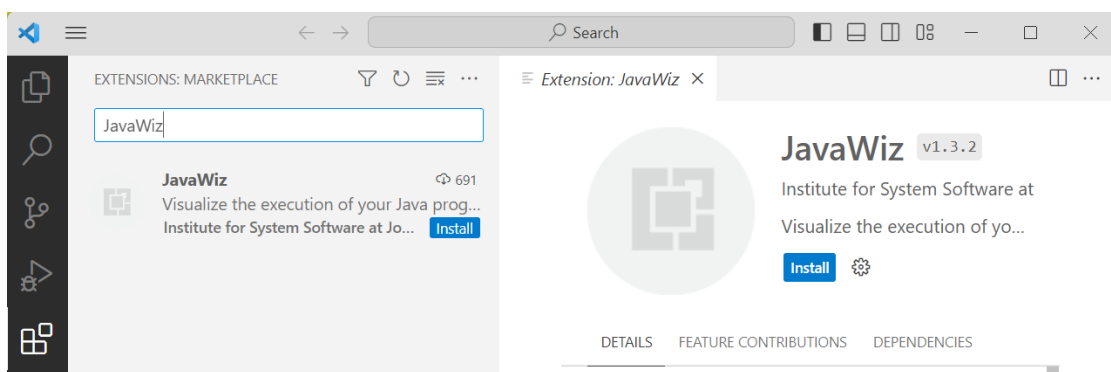 Search
EXTENSIONS: MARKETPLACE
JavaWiz
JavaWiz 691
Visualize the execution of your Java prog...
Institute for System Software at Jo... Install
Extension: JavaWiz
JavaWiz v1.3.2
Institute for System Software at
Visualize the execution of yo...
Install
DETAILS FEATURE CONTRIBUTIONS DEPENDENCIES